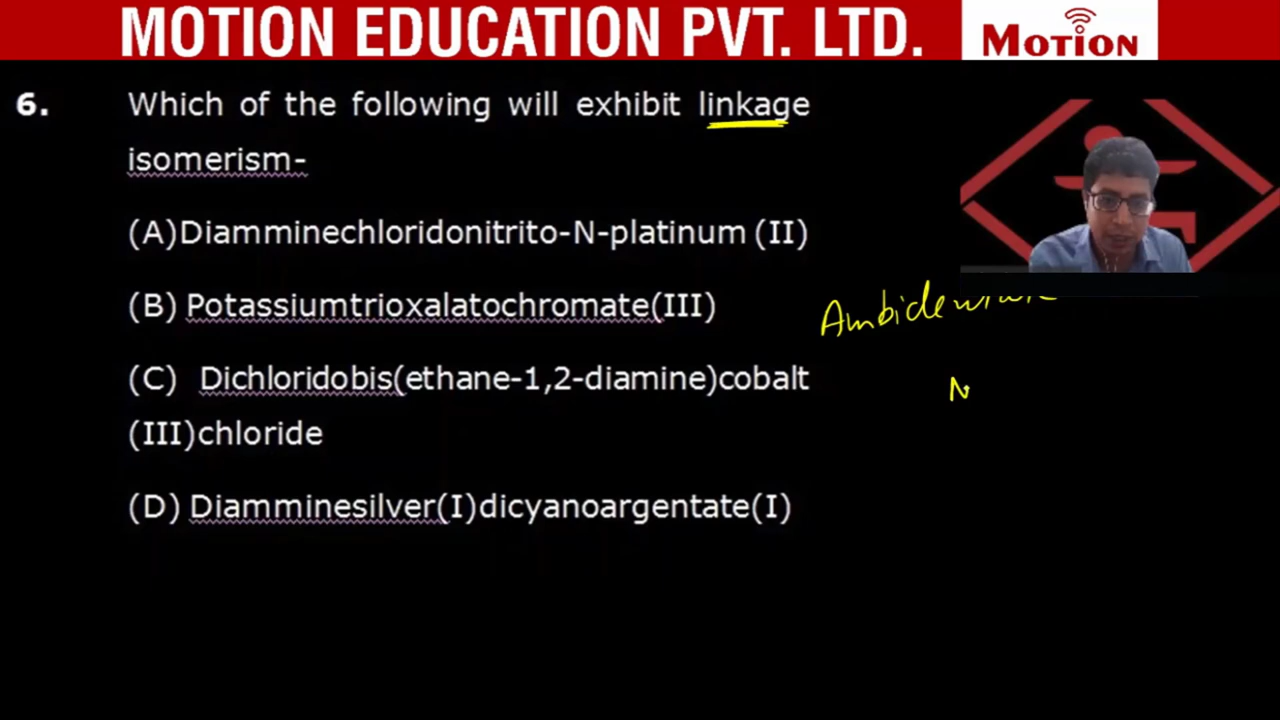 MOTION EDUCATION PVT. LTD.
MOTION
6. Which of the following will exhibit linkage
isomerism-
(A)Diamminechloridonitrito-N-platinum (II)
(B) Potassiumtrioxalatochromate(III)
(C) Dichloridobis(ethane-1,2-diamine)cobalt
(III)chloride
(D) Diamminesilver(I)dicyanoargentate(I)
N